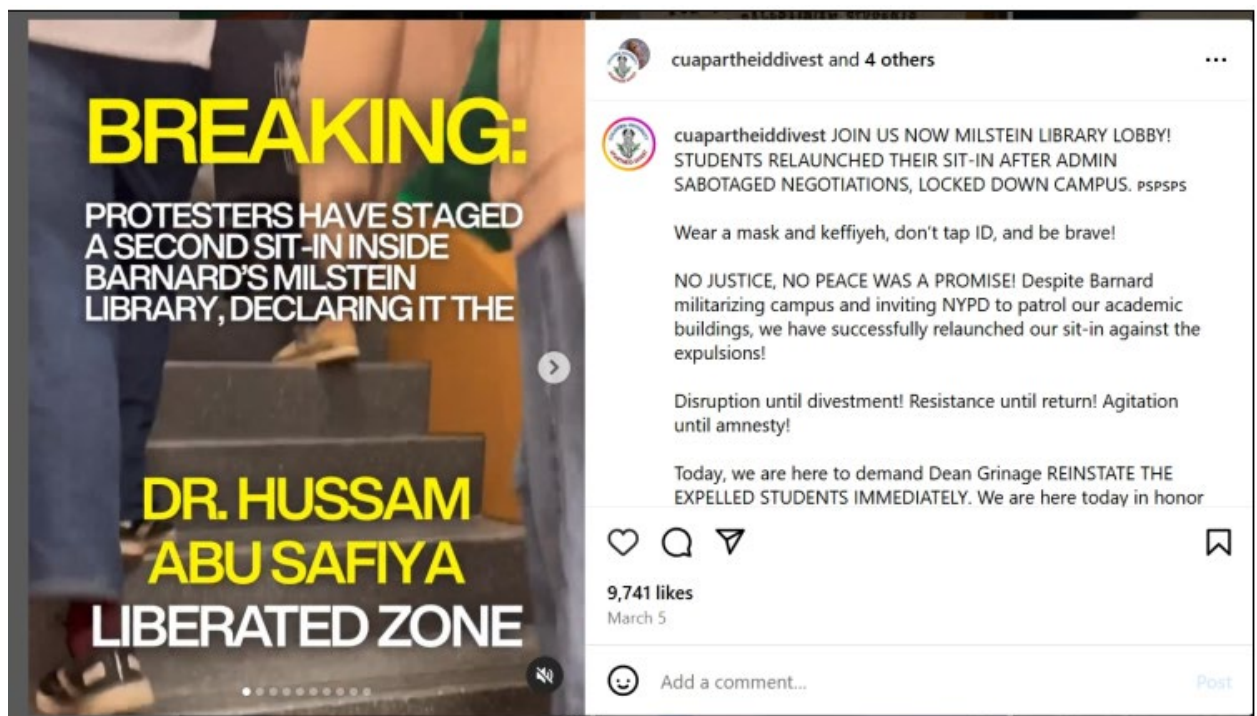 BREAKING:
PROTESTERS HAVE STAGED
A SECOND SIT-IN INSIDE
BARNARD'S MILSTEIN
LIBRARY, DECLARING IT THE
DR. HUSSAM
ABU SAFIYA
LIBERATED ZONE
cuapartheiddivest and 4 others
cuapartheiddivest JOIN US NOW MILSTEIN LIBRARY LOBBY!
STUDENTS RELAUNCHED THEIR SIT-IN AFTER ADMIN
SABOTAGED NEGOTIATIONS, LOCKED DOWN CAMPUS. PSPSPS
Wear a mask and keffiyeh, don't tap ID, and be brave!
NO JUSTICE, NO PEACE WAS A PROMISE! Despite Barnard
militarizing campus and inviting NYPD to patrol our academic
buildings, we have successfully relaunched our sit-in against the
expulsions!
Disruption until divestment! Resistance until return! Agitation
until amnesty!
Today, we are here to demand Dean Grinage REINSTATE THE
EXPELLED STUDENTS IMMEDIATELY. We are here today in honor
9,741 likes
March 5
Add a comment...
Post